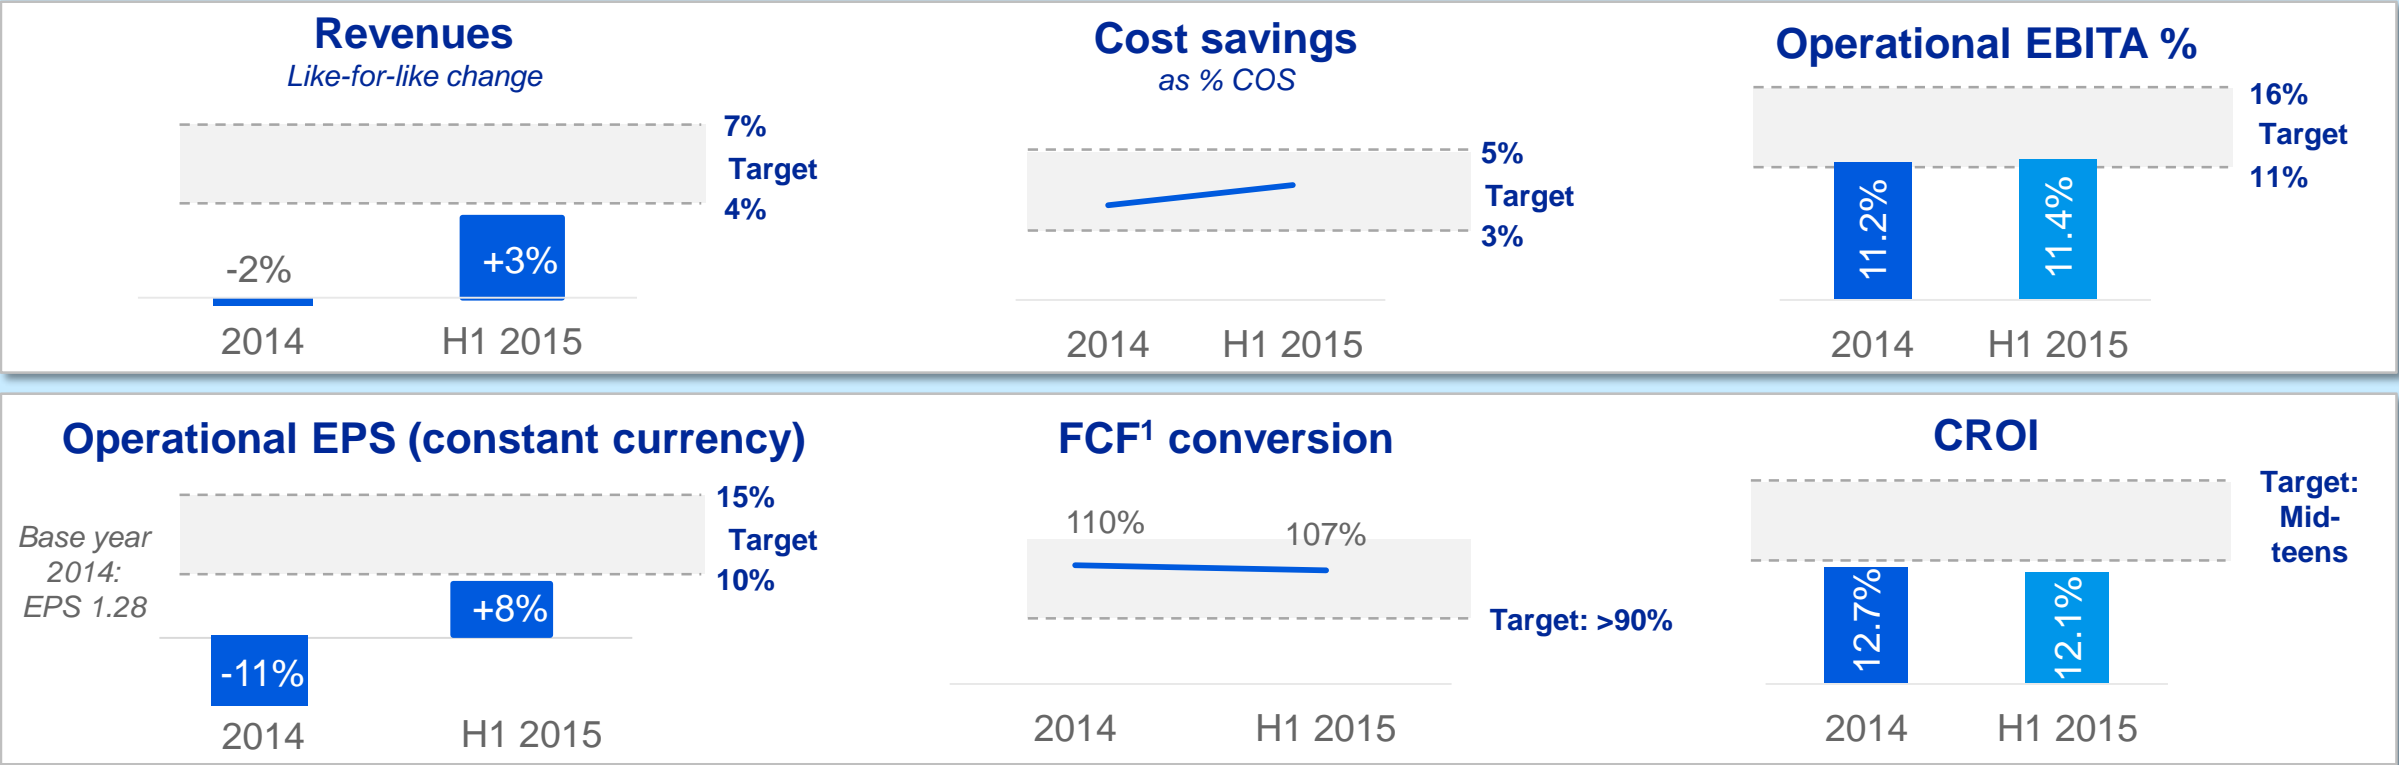 Revenues
Like-for-like change
7%
Target
4%
-2%
+3%
2014
H1 2015
Cost savings
as % COS
5%
Target
3%
2014
H1 2015
Operational EBITA %
16%
Target
11%
11.2%
11.4%
2014
H1 2015
Operational EPS (constant currency)
Base year
2014:
EPS 1.28
15%
Target
10%
+8%
-11%
2014
H1 2015
FCF¹ conversion
110%
107%
Target: >90%
2014
H1 2015
CROI
Target:
Mid-
teens
12.7%
12.1%
2014
H1 2015